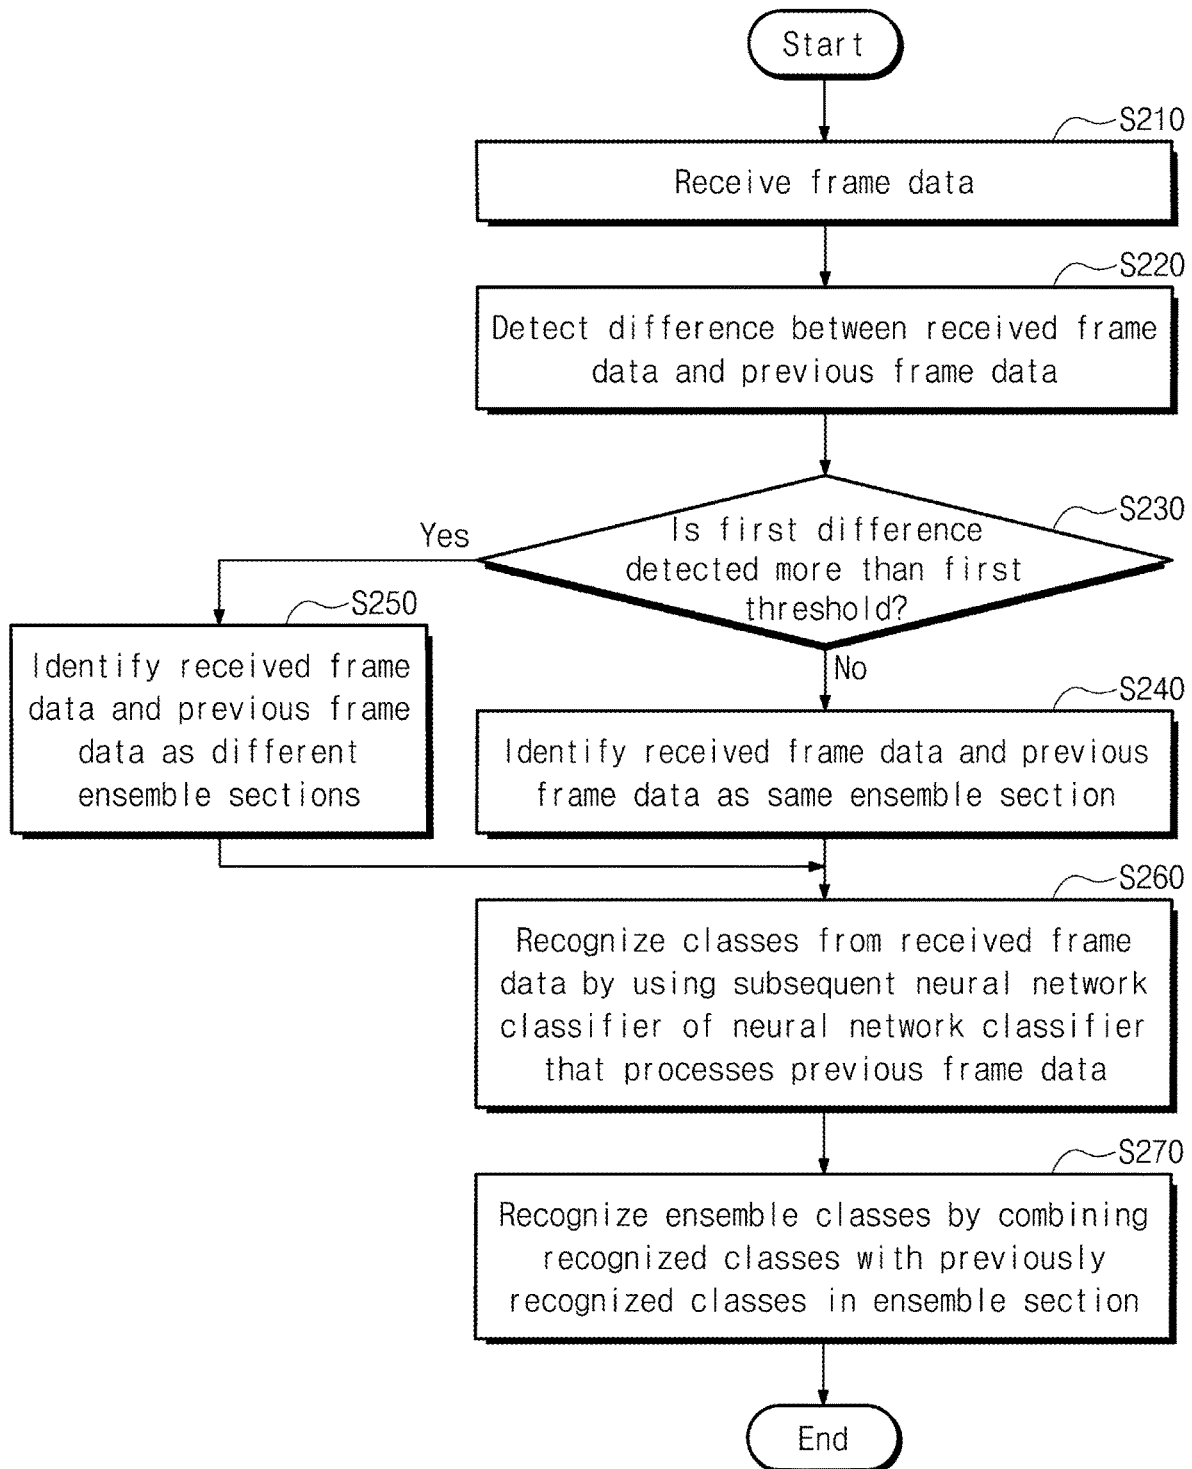 Start
S210
Receive frame data
S220
Detect difference between received frame
data and previous frame data
S230
Is first difference
detected more than first
threshold?
Yes
No
S250
Identify received frame
data and previous frame
data as different
ensemble sections
S240
Identify received frame data and previous
frame data as same ensemble section
S260
Recognize classes from received frame
data by using subsequent neural network
classifier of neural network classifier
that processes previous frame data
S270
Recognize ensemble classes by combining
recognized classes with previously
recognized classes in ensemble section
End